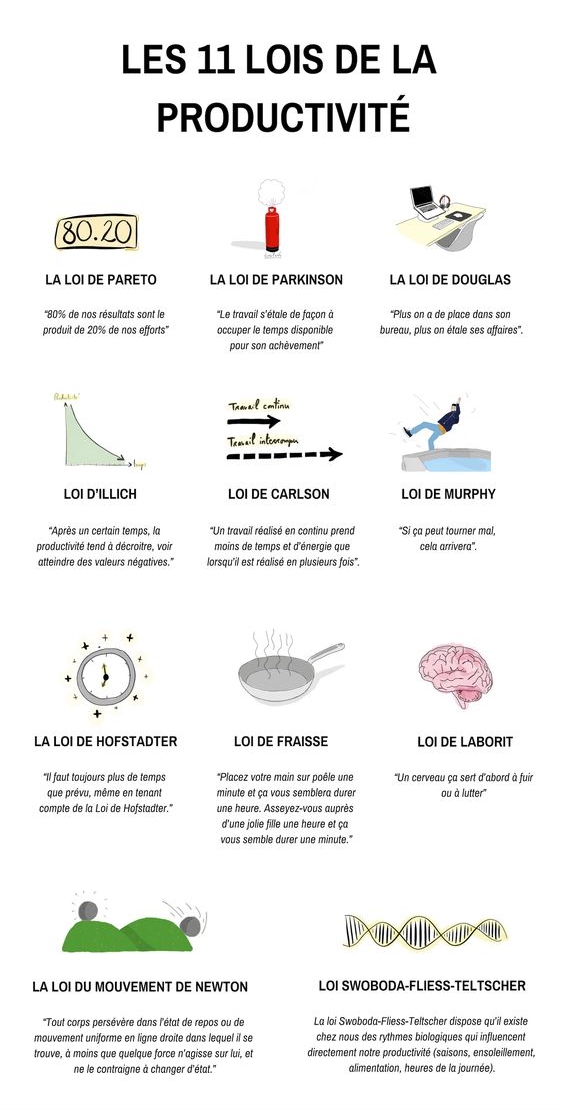 LES 11 LOIS DE LA
PRODUCTIVITÉ
80.20
LA LOI DE PARETO
“80% de nos résultats sont le
produit de 20% de nos efforts”
LA LOI DE PARKINSON
“Le travail s’étale de façon à
occuper le temps disponible
pour son achèvement”
LA LOI DE DOUGLAS
“Plus on a de place dans son
bureau, plus on étale ses affaires”.
temps
LOI D’ILLICH
“Après un certain temps, la
productivité tend à décroitre, voir
atteindre des valeurs négatives.”
Travail continu
Travail interrompu
LOI DE CARLSON
“Un travail réalisé en continu prend
moins de temps et d’énergie que
lorsqu’il est réalisé en plusieurs fois”.
LOI DE MURPHY
“Si ça peut tourner mal,
cela arrivera”.
LA LOI DE HOFSTADTER
“Il faut toujours plus de temps
que prévu, même en tenant
compte de la Loi de Hofstadter.”
LOI DE FRAISSE
“Placez votre main sur poêle une
minute et ça vous semblera durer
une heure. Asseyez-vous auprès
d’une jolie fille une heure et ça
vous semble durer une minute.”
LOI DE LABORIT
“Un cerveau ça sert d’abord à fuir
ou à lutter”
LA LOI DU MOUVEMENT DE NEWTON
“Tout corps persévère dans l’état de repos ou de
mouvement uniforme en ligne droite dans lequel il se
trouve, à moins que quelque force n’agisse sur lui, et
ne le contraigne à changer d’état.”
LOI SWOBODA-FLIESS-TELTSCHER
La loi Swoboda-Fliess-Teltscher dispose qu’il existe
chez nous des rythmes biologiques qui influencent
directement notre productivité (saisons, ensoleillement,
alimentation, heures de la journée).